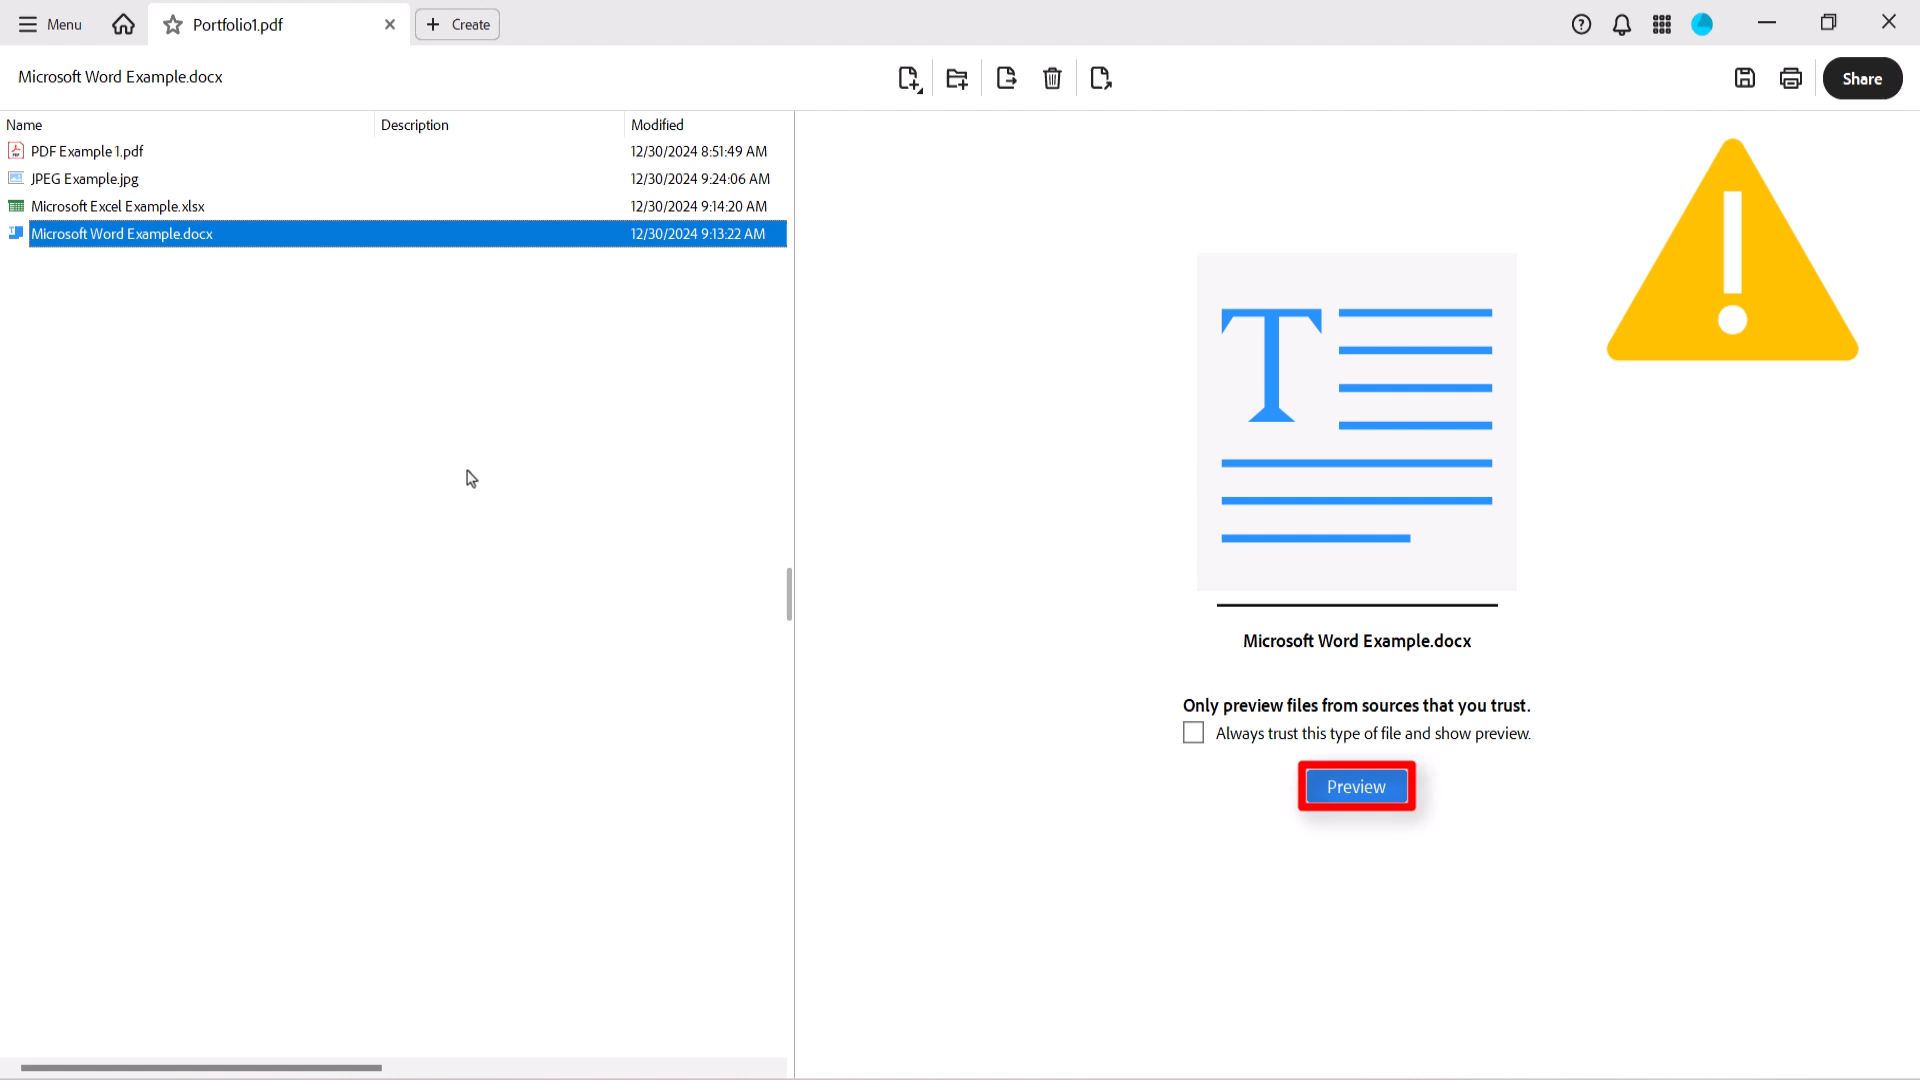 Menu
Portfolio1.pdf
Create
Microsoft Word Example.docx
Share
Name Description Modified
PDF Example 1.pdf 12/30/2024 8:51:49 AM
JPEG Example.jpg 12/30/2024 9:24:06 AM
Microsoft Excel Example.xlsx 12/30/2024 9:14:20 AM
Microsoft Word Example.docx 12/30/2024 9:13:22 AM
Microsoft Word Example.docx
Only preview files from sources that you trust.
Always trust this type of file and show preview.
Preview